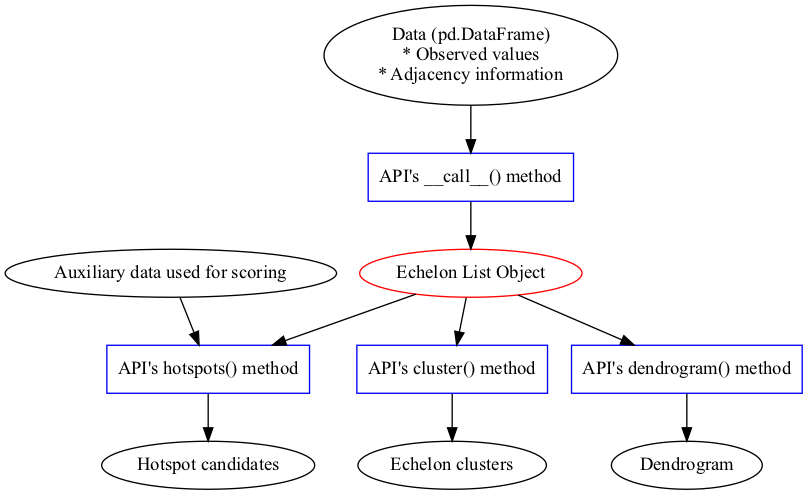 Data (pd.DataFrame)
* Observed values
* Adjacency information
API's __call__() method
Auxiliary data used for scoring
Echelon List Object
API's hotspots() method
API's cluster() method
API's dendrogram() method
Hotspot candidates
Echelon clusters
Dendrogram